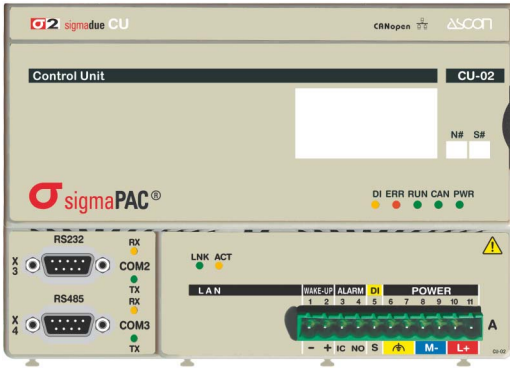 σ2 sigmadue CU
CANopen ASCON
Control Unit CU-02
N# S#
σ sigmaPAC®
DI ERR RUN CAN PWR
RS232 RX
X3 COM2
TX
RS485 RX
X4 COM3
TX
LNK ACT
LAN
WAKE-UP ALARM DI POWER
1 2 3 4 5 6 7 8 9 10 11
A
- + IC NO S M- L+
CU-02